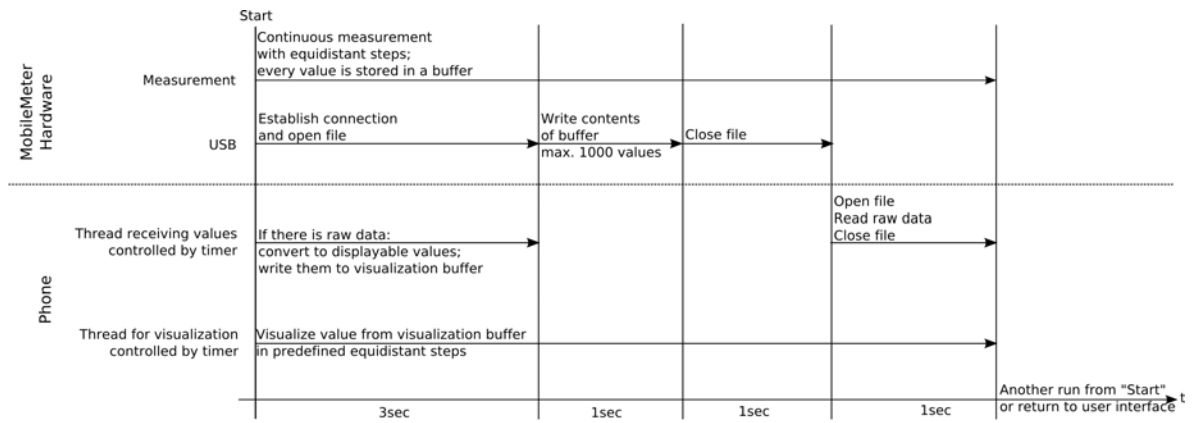 Start
Continuous measurement
with equidistant steps;
every value is stored in a buffer
MobileMeter
Hardware
Measurement
Establish connection
and open file
Write contents
of buffer
max. 1000 values
Close file
USB
Open file
Read raw data
Close file
Thread receiving values
controlled by timer
If there is raw data:
convert to displayable values;
write them to visualization buffer
Phone
Thread for visualization
controlled by timer
Visualize value from visualization buffer
in predefined equidistant steps
Another run from "Start"
or return to user interface
t
3sec
1sec
1sec
1sec